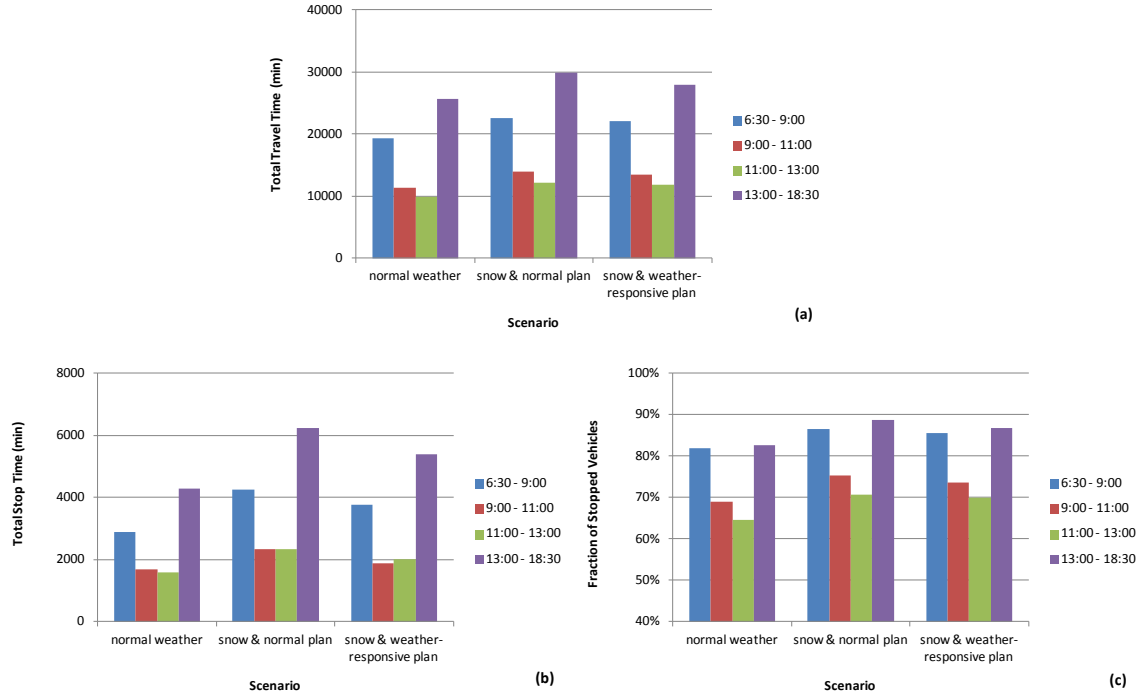 40000
30000
20000
10000
0
Total Travel Time (min)
normal weather
snow & normal plan
snow & weather-
responsive plan
Scenario
6:30 - 9:00
9:00 - 11:00
11:00 - 13:00
13:00 - 18:30
(a)
8000
6000
4000
2000
0
Total Stop Time (min)
normal weather
snow & normal plan
snow & weather-
responsive plan
Scenario
6:30 - 9:00
9:00 - 11:00
11:00 - 13:00
13:00 - 18:30
(b)
100%
90%
80%
70%
60%
50%
40%
Fraction of Stopped Vehicles
normal weather
snow & normal plan
snow & weather-
responsive plan
Scenario
6:30 - 9:00
9:00 - 11:00
11:00 - 13:00
13:00 - 18:30
(c)